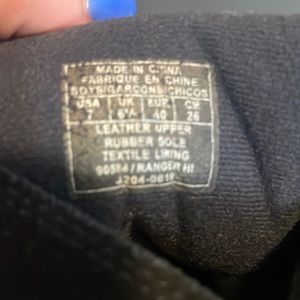 MADE IN CHINA
FABRIQUE EN CHINE
BOYS/GARCONS/CHICOS
USA UK EUR CM
7 6½ 40 26
LEATHER UPPER
RUBBER SOLE
TEXTILE LINING
90584/RANGER HI